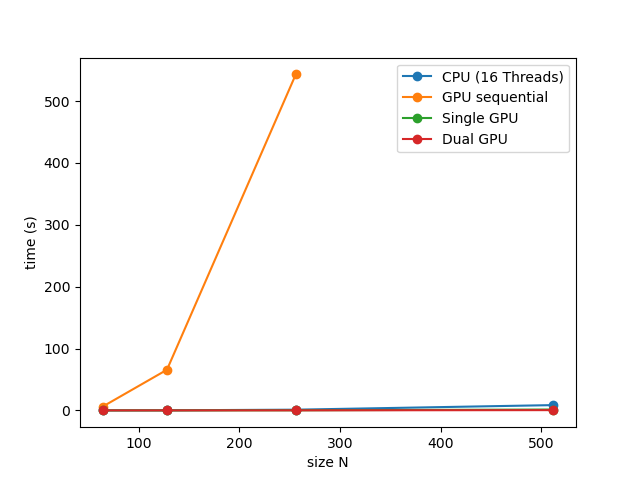 CPU (16 Threads)
GPU sequential
Single GPU
Dual GPU
time (s)
500
400
300
200
100
0
100 200 300 400 500
size N